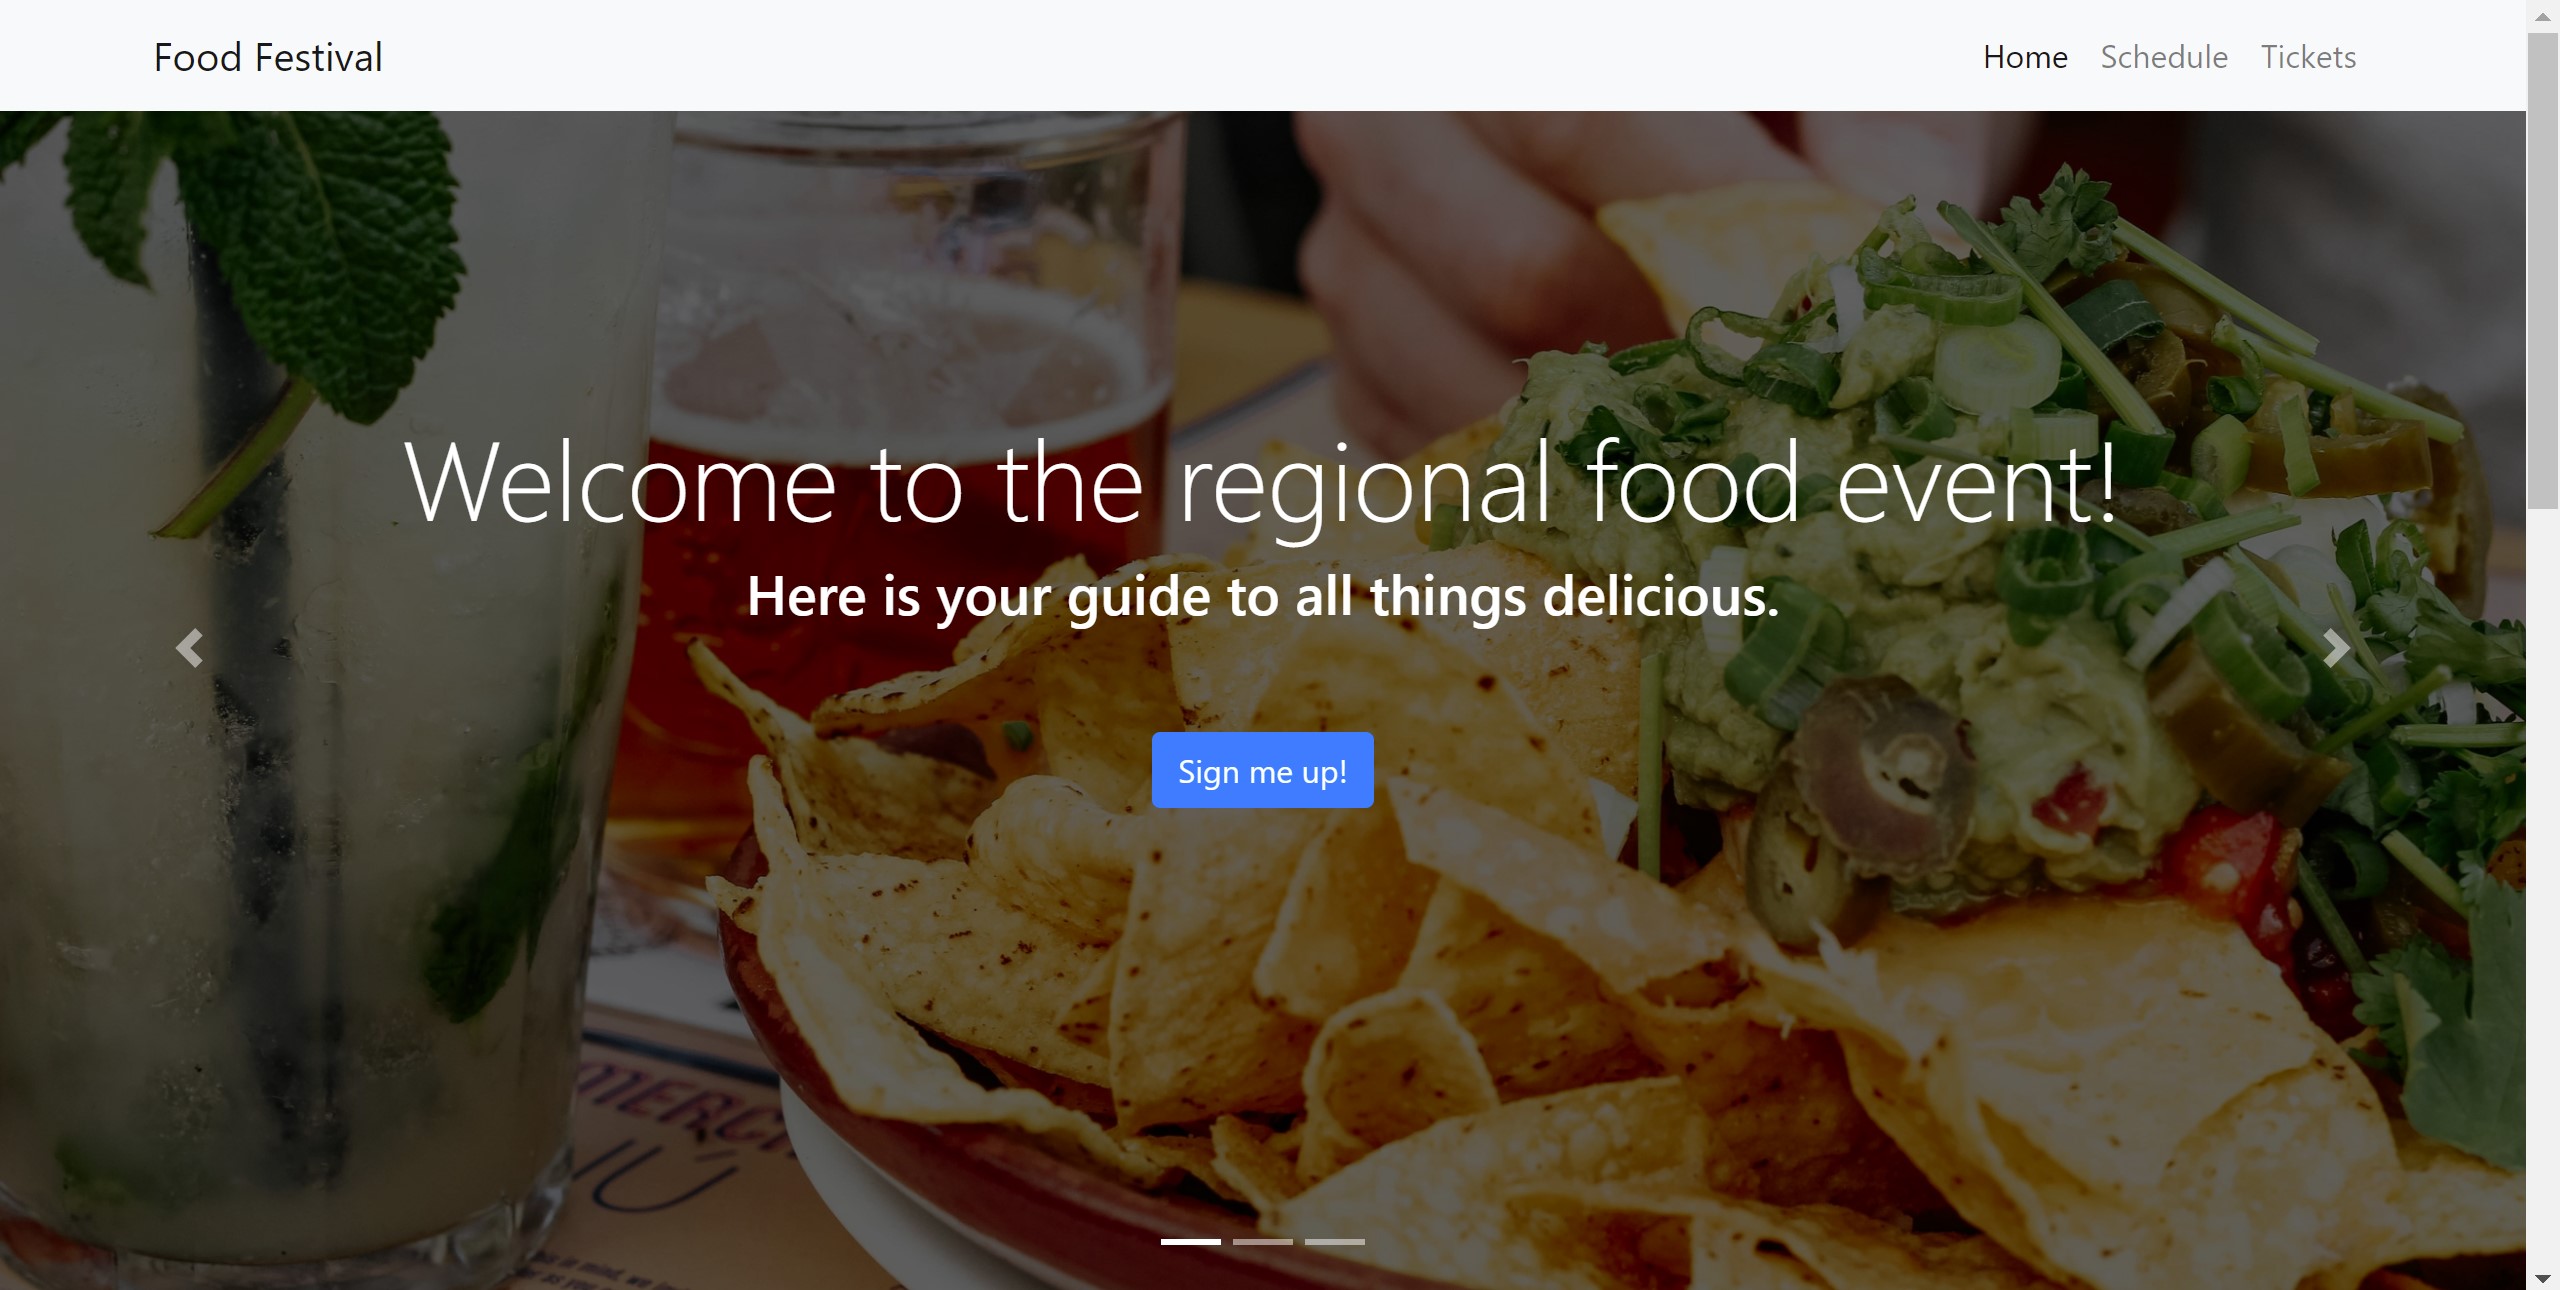 Food Festival
Home Schedule Tickets
Welcome to the regional food event!
Here is your guide to all things delicious.
Sign me up!